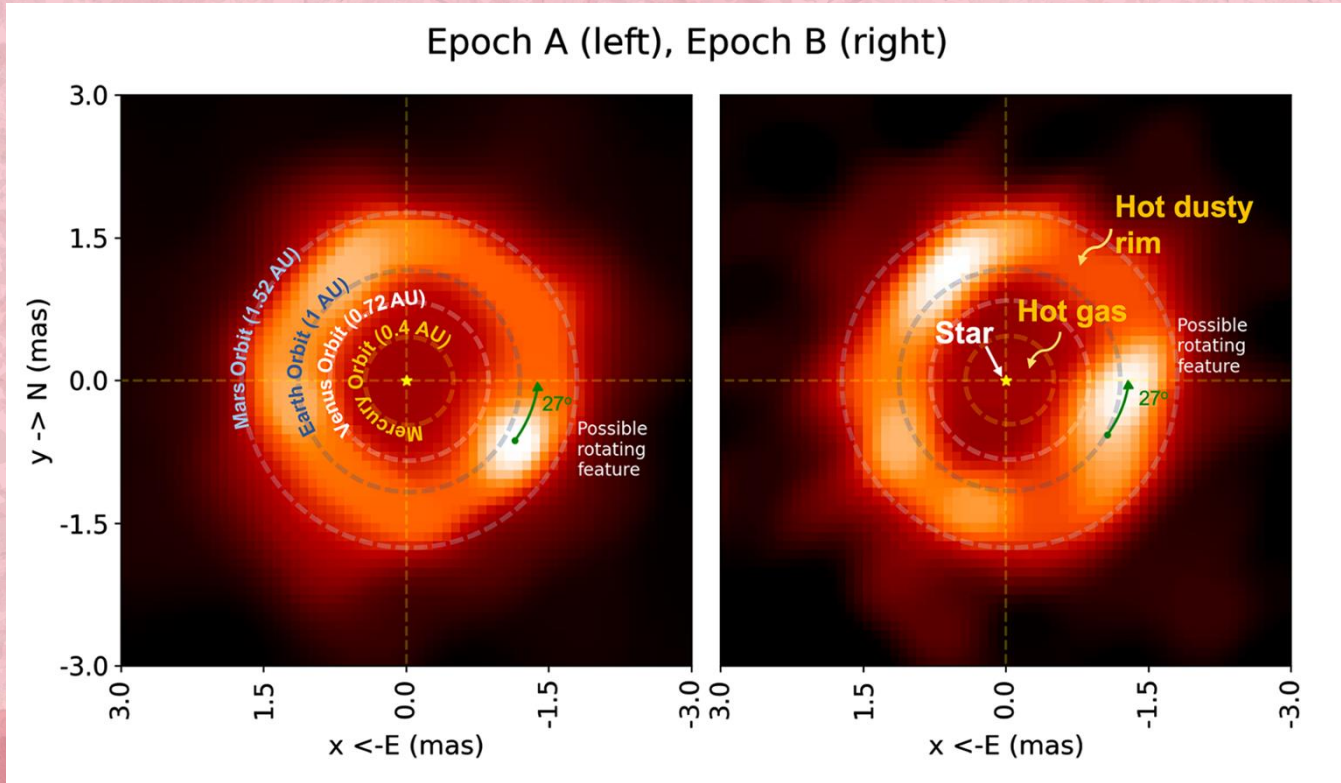 Epoch A (left), Epoch B (right)
3.0
1.5
0.0
-1.5
-3.0
y -> N (mas)
Mars Orbit (1.52 AU)
Earth Orbit (1 AU)
Venus Orbit (0.72 AU)
Mercury Orbit (0.4 AU)
27°
Possible
rotating
feature
3.0
1.5
0.0
-1.5
-3.0
x <-E (mas)
Hot dusty
rim
Hot gas
Star
Possible
rotating
feature
27°
3.0
1.5
0.0
-1.5
-3.0
x <-E (mas)